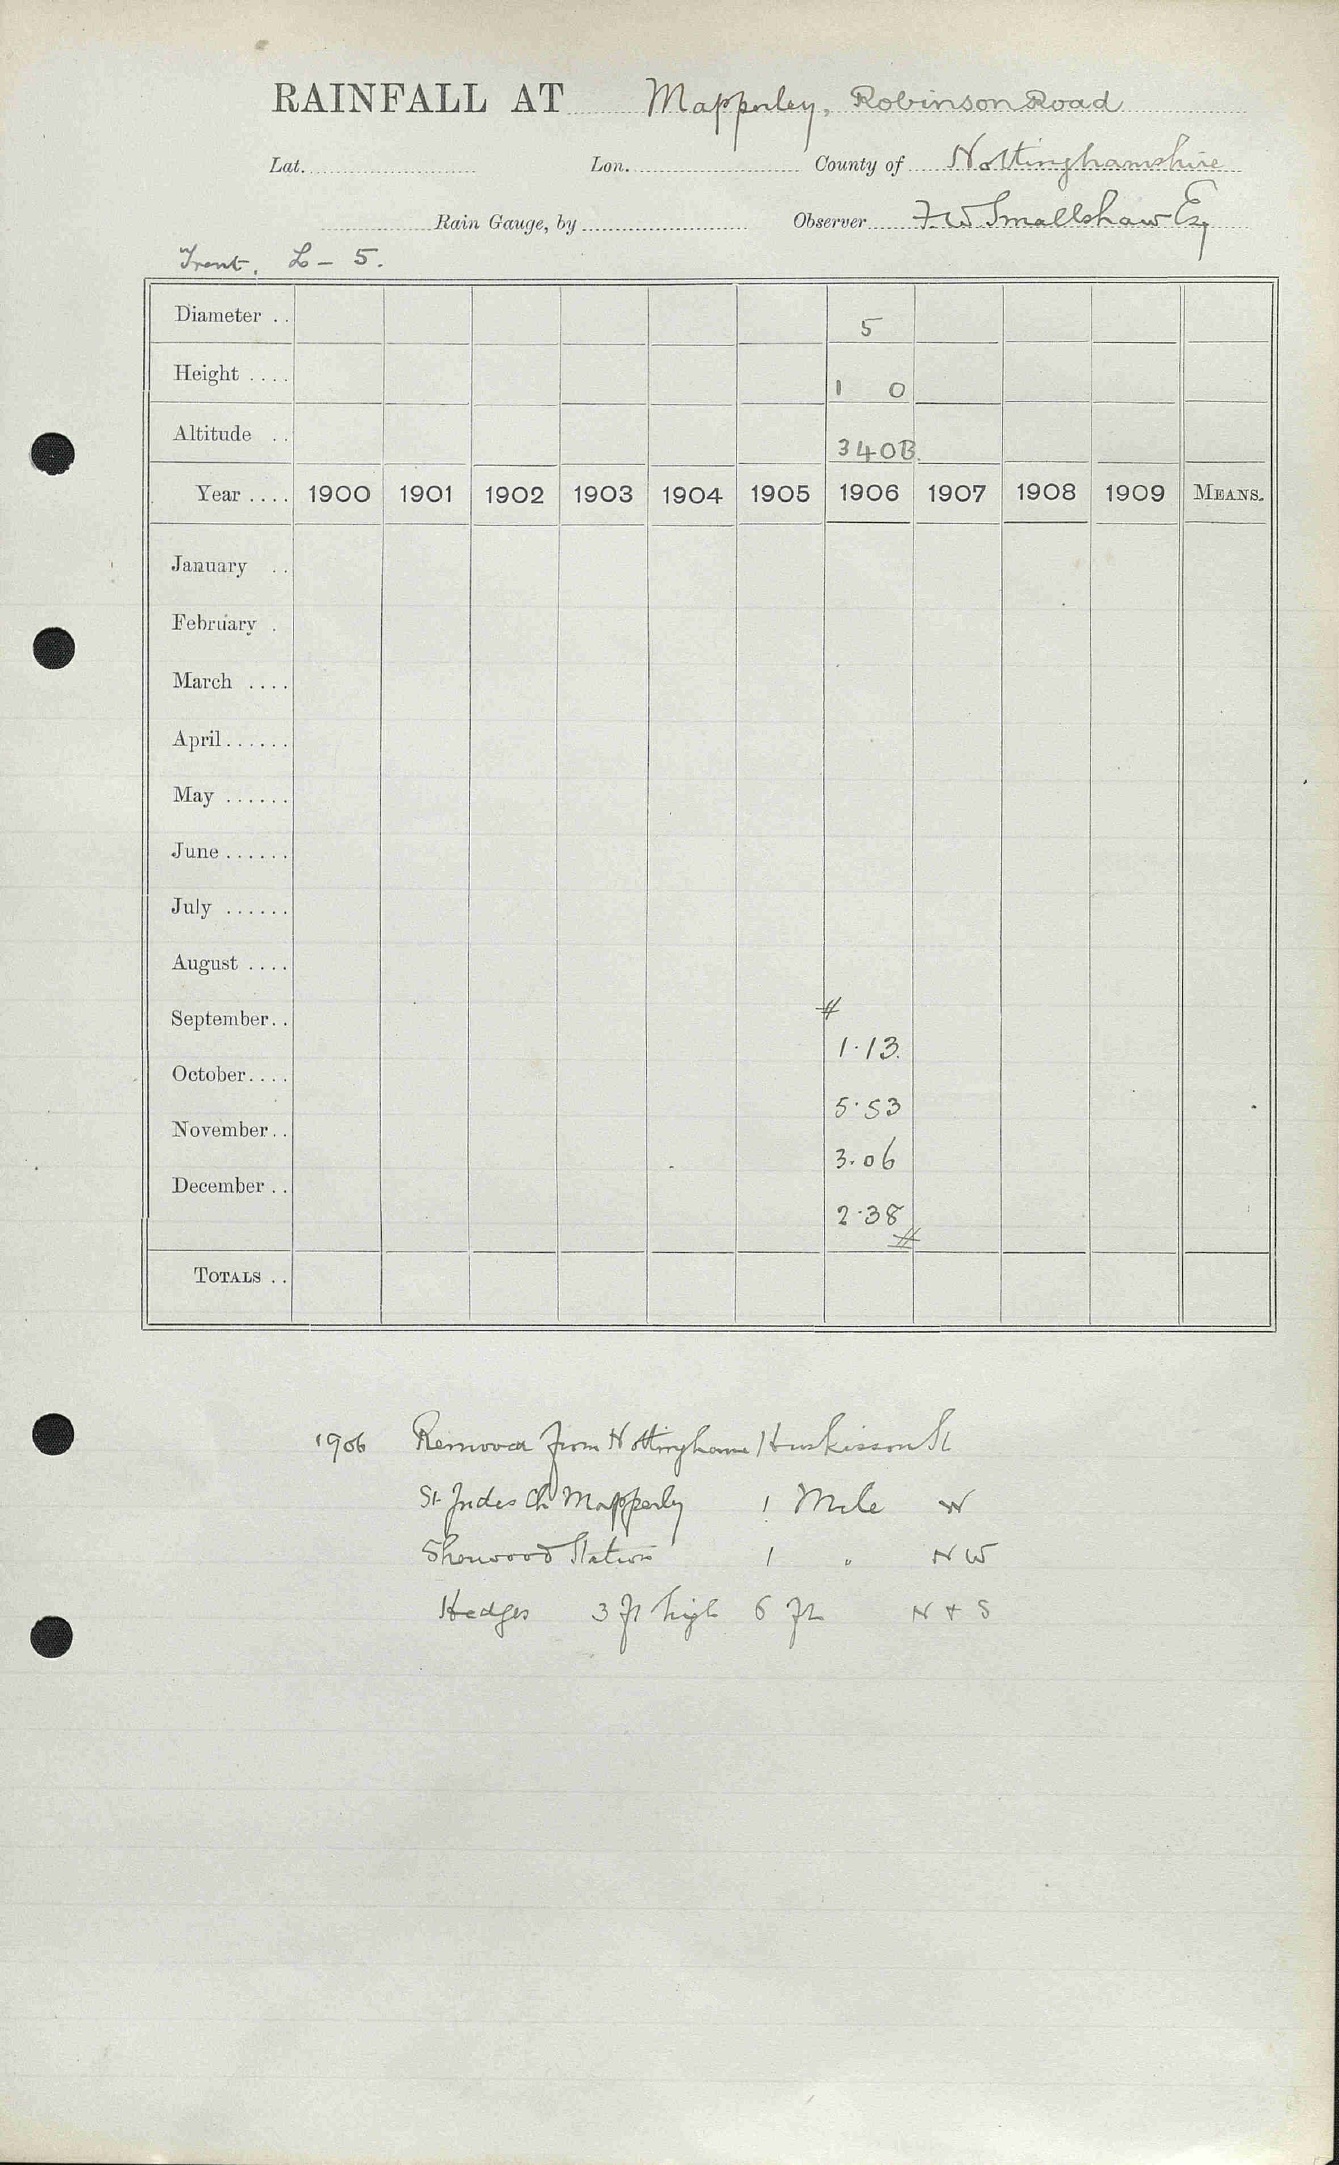 RAINFALL AT Mapperley, Robinson Road
Lat. Lon. County of Nottinghamshire
Rain Gauge, by Observer F. W. Smallshaw Esq
Trent. L - 5.
Diameter . . 5
Height . . . . 1 0
Altitude . . 340B.
Year . . . . 1900 1901 1902 1903 1904 1905 1906 1907 1908 1909 MEANS.
January . .
February .
March . . . .
April . . . . . .
May . . . . . .
June . . . . . .
July . . . . . .
August . . . .
September. . 1.13
October. . . . 5.53
November. . 3.06
December . . 2.38
TOTALS . .
1906 Removed from Nottingham Huskisson St
St Judes Ch Mapperley 1 Mile W
Sherwood Station 1 " NW
Hedges 3 ft high 6 ft N + S